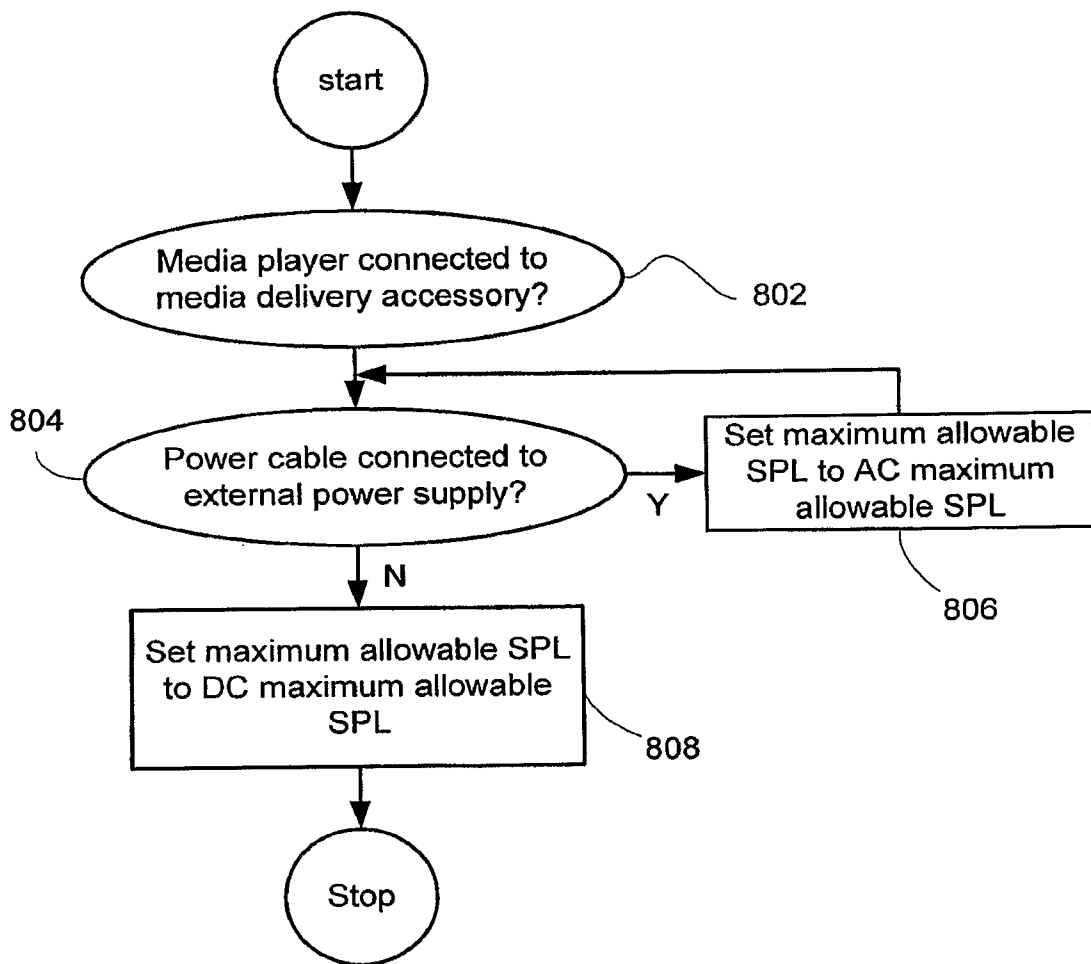 start
Media player connected to
media delivery accessory?
802
804
Power cable connected to
external power supply?
Y
Set maximum allowable
SPL to AC maximum
allowable SPL
806
N
Set maximum allowable SPL
to DC maximum allowable
SPL
808
Stop